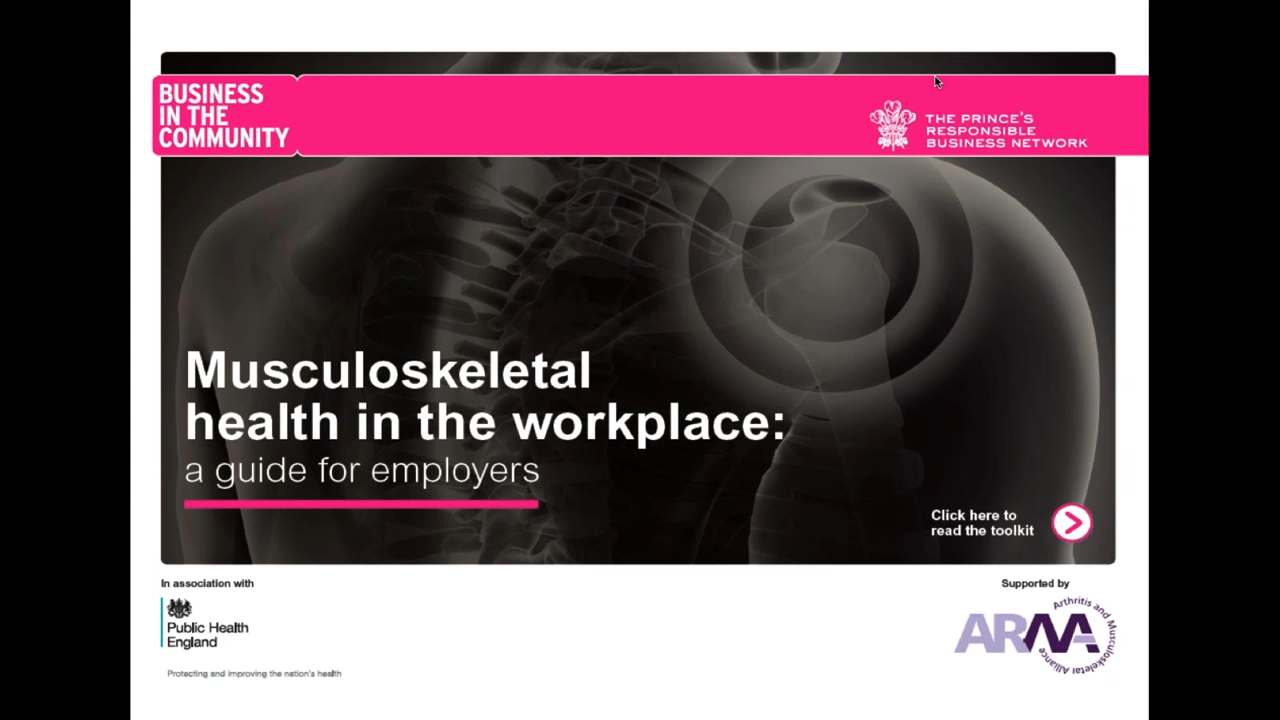 BUSINESS
IN THE
COMMUNITY
THE PRINCE'S
RESPONSIBLE
BUSINESS NETWORK
Musculoskeletal
health in the workplace:
a guide for employers
Click here to
read the toolkit
In association with
Public Health
England
Protecting and improving the nation's health
Supported by
ARMA
Arthritis and Musculoskeletal Alliance